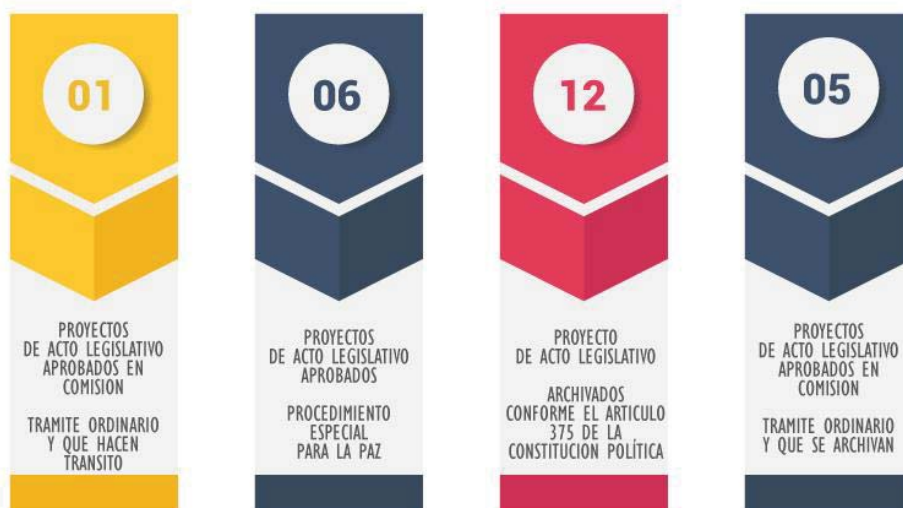 01
PROYECTOS
DE ACTO LEGISLATIVO
APROBADOS EN
COMISION
TRAMITE ORDINARIO
Y QUE HACEN
TRANSITO
06
PROYECTOS
DE ACTO LEGISLATIVO
APROBADOS
PROCEDIMIENTO
ESPECIAL
PARA LA PAZ
12
PROYECTO
DE ACTO LEGISLATIVO
ARCHIVADOS
CONFORME EL ARTICULO
375 DE LA
CONSTITUCION POLÍTICA
05
PROYECTOS
DE ACTO LEGISLATIVO
APROBADOS EN
COMISION
TRAMITE ORDINARIO
Y QUE SE ARCHIVAN